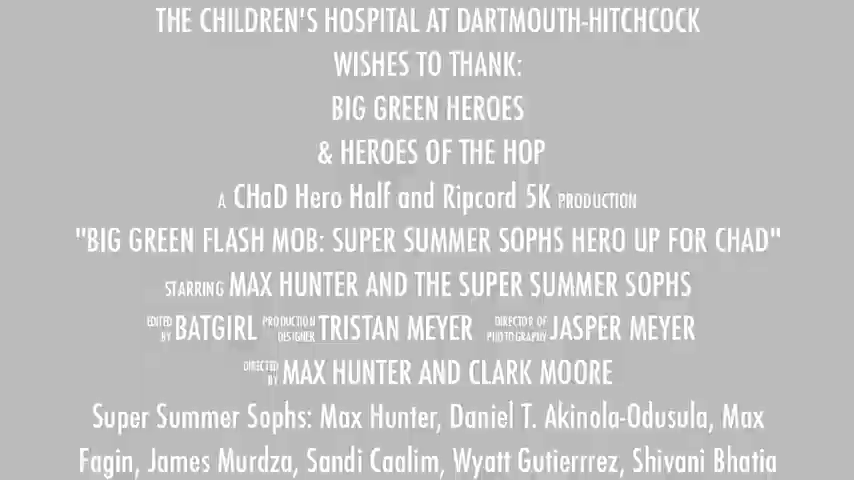 THE CHILDREN'S HOSPITAL AT DARTMOUTH-HITCHCOCK
WISHES TO THANK:
BIG GREEN HEROES
& HEROES OF THE HOP
A CHaD Hero Half and Ripcord 5K PRODUCTION
"BIG GREEN FLASH MOB: SUPER SUMMER SOPHS HERO UP FOR CHAD"
STARRING MAX HUNTER AND THE SUPER SUMMER SOPHS
EDITED BY BATGIRL PRODUCTION DESIGNER TRISTAN MEYER DIRECTOR OF PHOTOGRAPHY JASPER MEYER
DIRECTED BY MAX HUNTER AND CLARK MOORE
Super Summer Sophs: Max Hunter, Daniel T. Akinola-Odusula, Max
Fagin, James Murdza, Sandi Caalim, Wyatt Gutierrrez, Shivani Bhatia